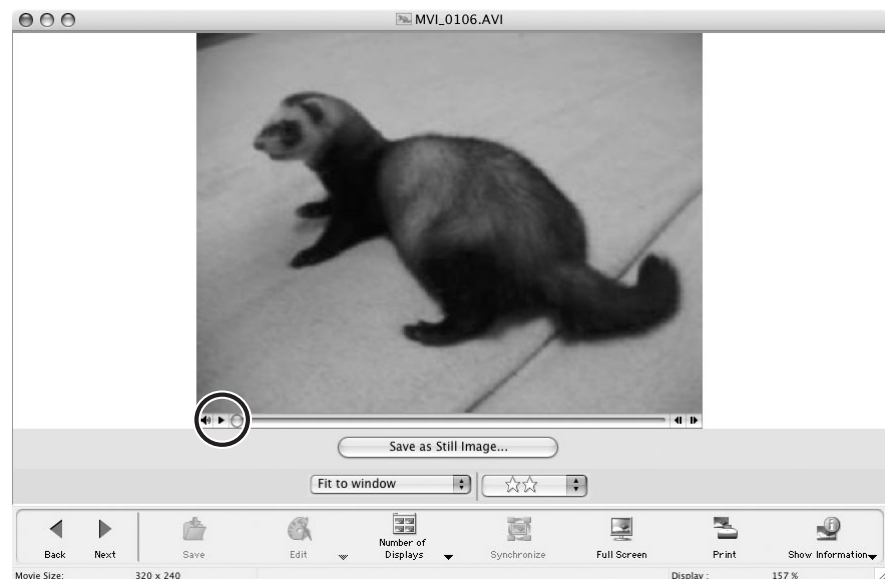 MVI_0106.AVI
Save as Still Image...
Fit to window
Back Next Save Edit Number of Displays Synchronize Full Screen Print Show Information
Movie Size: 320 x 240 Display : 157 %